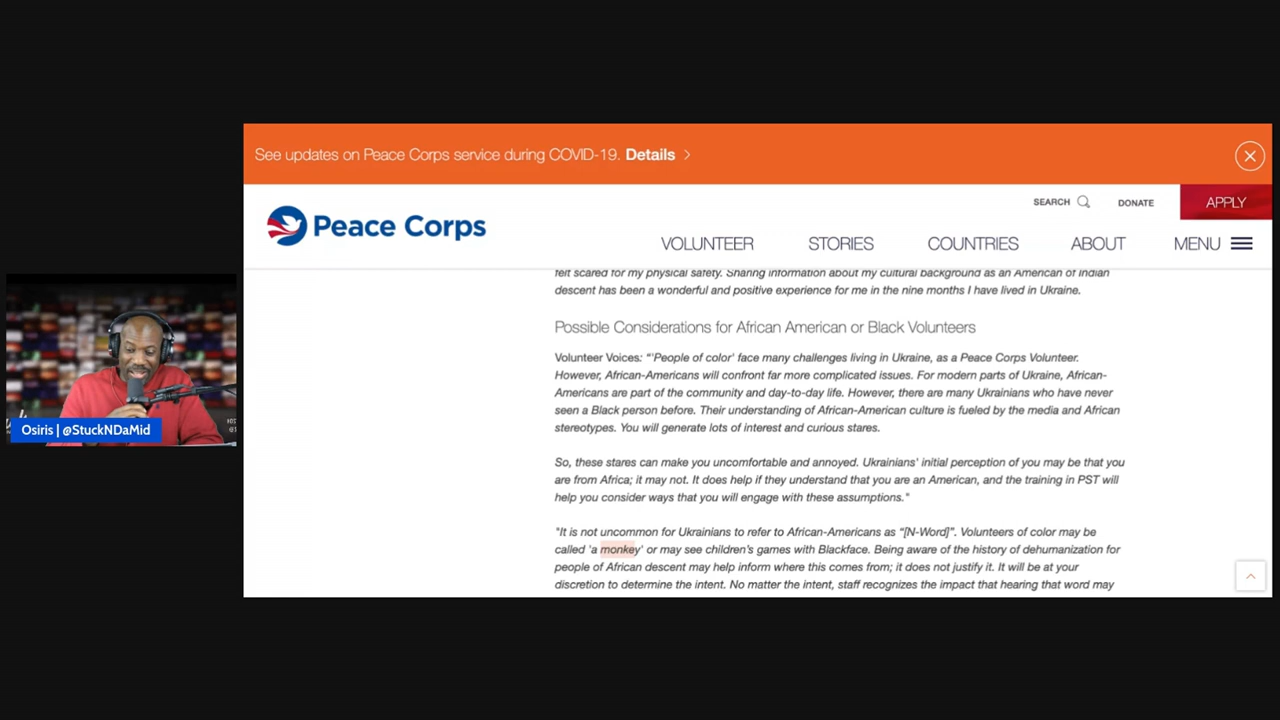 See updates on Peace Corps service during COVID-19. Details
SEARCH
DONATE
APPLY
Peace Corps
VOLUNTEER
STORIES
COUNTRIES
ABOUT
MENU
felt scared for my physical safety. Sharing information about my cultural background as an American of Indian
descent has been a wonderful and positive experience for me in the nine months I have lived in Ukraine.
Possible Considerations for African American or Black Volunteers
Volunteer Voices: “‘People of color’ face many challenges living in Ukraine, as a Peace Corps Volunteer.
However, African-Americans will confront far more complicated issues. For modern parts of Ukraine, African-
Americans are part of the community and day-to-day life. However, there are many Ukrainians who have never
seen a Black person before. Their understanding of African-American culture is fueled by the media and African
stereotypes. You will generate lots of interest and curious stares.
So, these stares can make you uncomfortable and annoyed. Ukrainians’ initial perception of you may be that you
are from Africa; it may not. It does help if they understand that you are an American, and the training in PST will
help you consider ways that you will engage with these assumptions."
"It is not uncommon for Ukrainians to refer to African-Americans as “[N-Word]”. Volunteers of color may be
called ‘a monkey’ or may see children’s games with Blackface. Being aware of the history of dehumanization for
people of African descent may help inform where this comes from; it does not justify it. It will be at your
discretion to determine the intent. No matter the intent, staff recognizes the impact that hearing that word may
Osiris | @StuckNDaMid